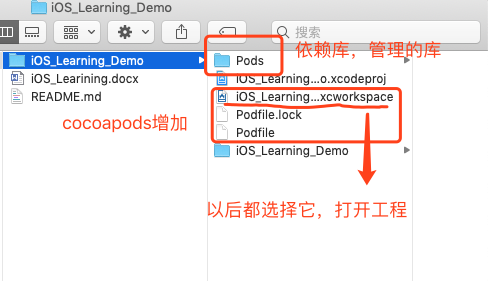 iOS_Learning_Demo
搜索
iOS_Learning_Demo
iOS_Learining.docx
README.md
Pods
依赖库，管理的库
iOS_Learning...o.xcodeproj
iOS_Learning...xcworkspace
Podfile.lock
Podfile
iOS_Learning_Demo
cocoapods增加
以后都选择它，打开工程